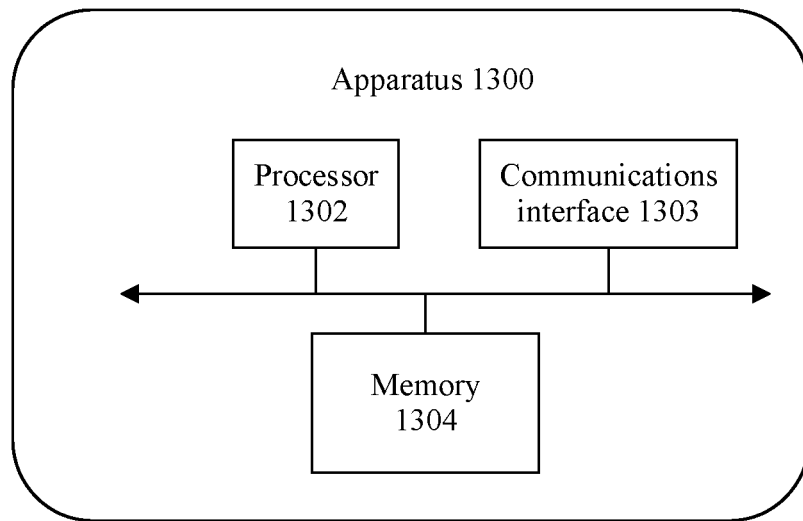 Apparatus 1300
Processor
1302
Communications
interface 1303
Memory
1304